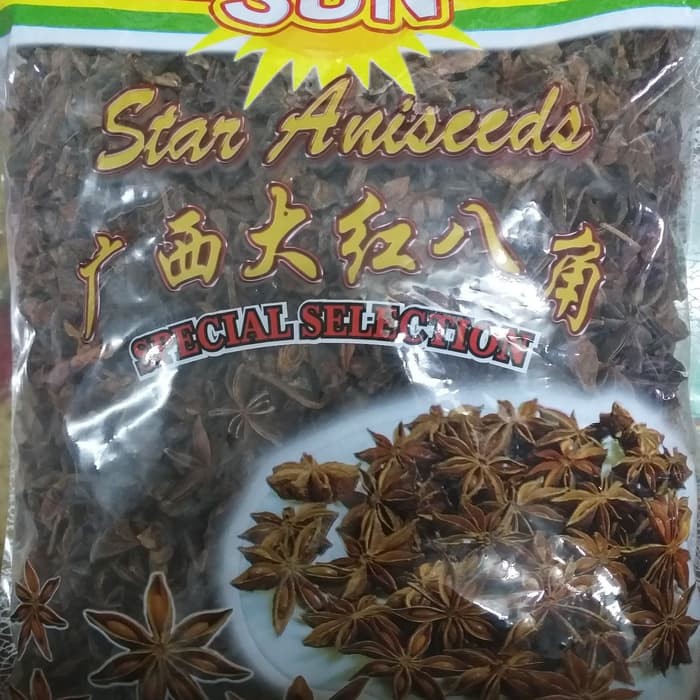 SUN
Star Aniseeds
广西大红八角
SPECIAL SELECTION